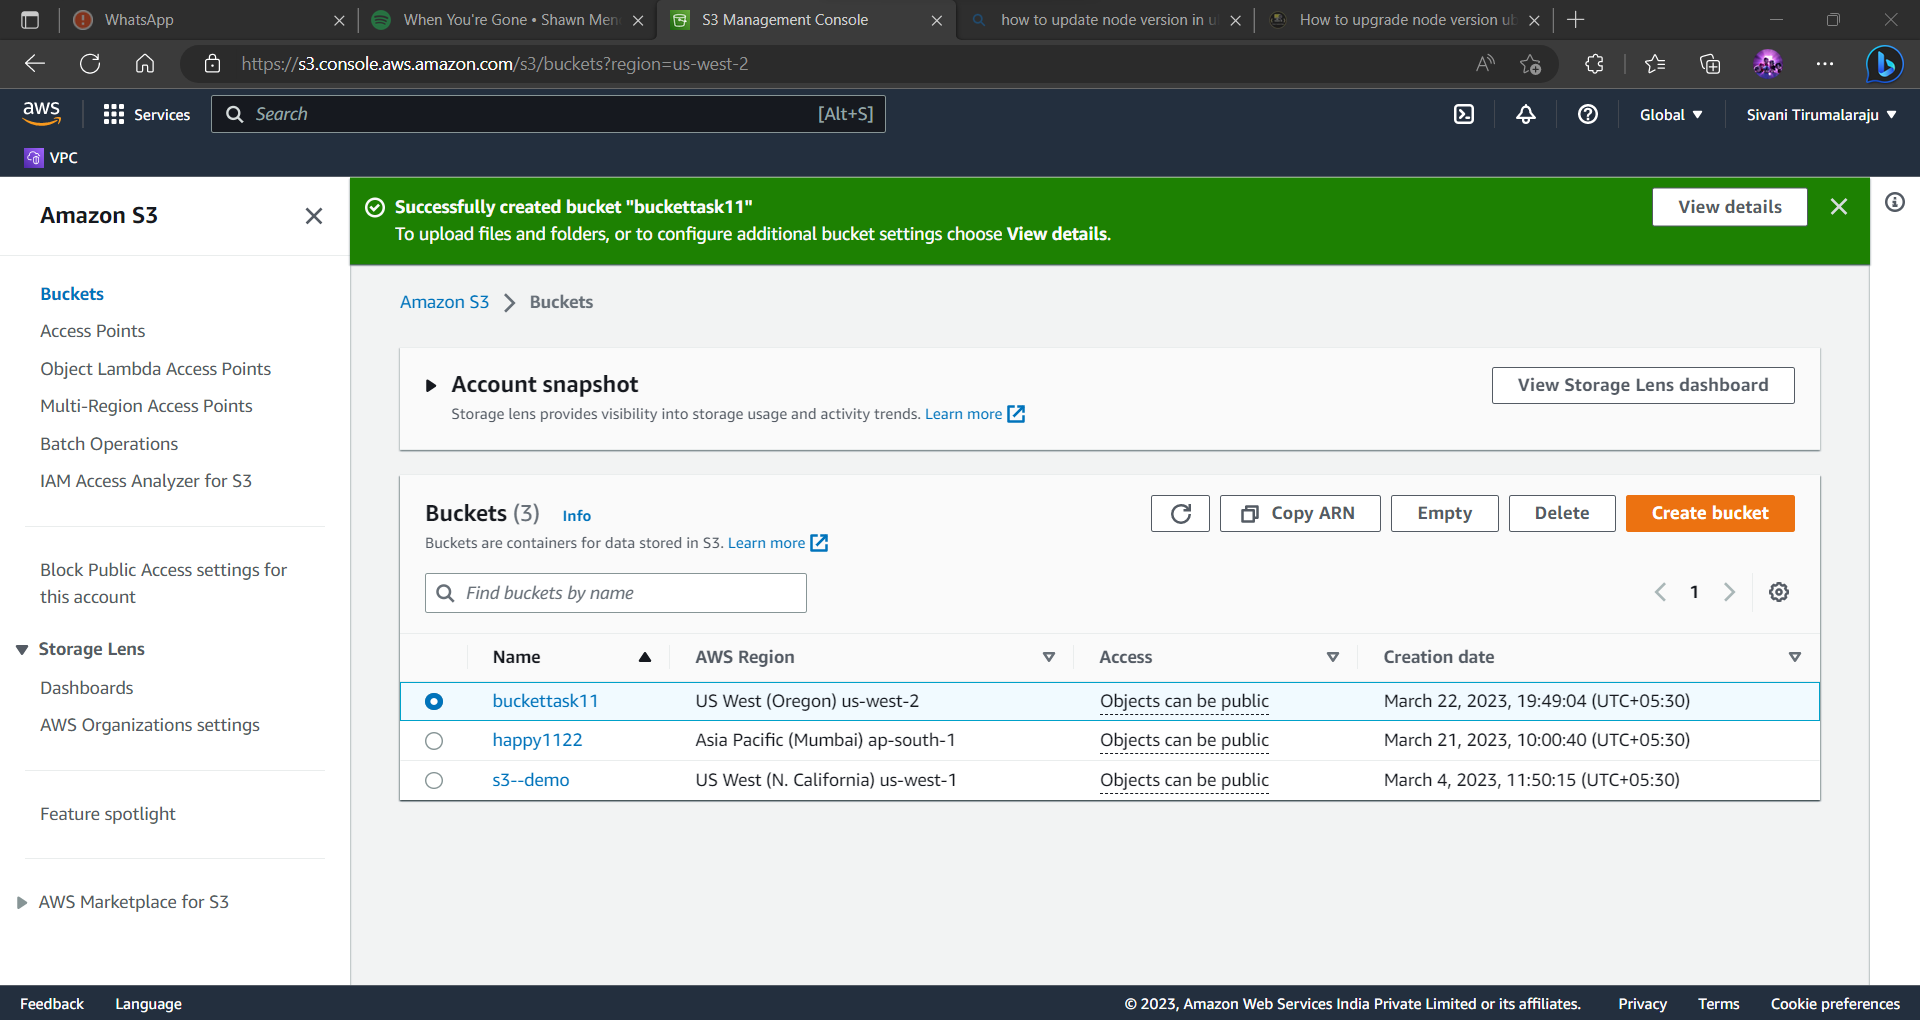 WhatsApp
When You're Gone • Shawn Men
S3 Management Console
how to update node version in u
How to upgrade node version ub
https://s3.console.aws.amazon.com/s3/buckets?region=us-west-2
aws
Services
Search
[Alt+S]
Global
Sivani Tirumalaraju
VPC
Amazon S3
Buckets
Access Points
Object Lambda Access Points
Multi-Region Access Points
Batch Operations
IAM Access Analyzer for S3
Block Public Access settings for
this account
Storage Lens
Dashboards
AWS Organizations settings
Feature spotlight
AWS Marketplace for S3
Successfully created bucket "buckettask11"
To upload files and folders, or to configure additional bucket settings choose View details.
View details
Amazon S3 > Buckets
Account snapshot
Storage lens provides visibility into storage usage and activity trends. Learn more
View Storage Lens dashboard
Buckets (3) Info
Buckets are containers for data stored in S3. Learn more
Copy ARN
Empty
Delete
Create bucket
Find buckets by name
1
Name AWS Region Access Creation date
buckettask11 US West (Oregon) us-west-2 Objects can be public March 22, 2023, 19:49:04 (UTC+05:30)
happy1122 Asia Pacific (Mumbai) ap-south-1 Objects can be public March 21, 2023, 10:00:40 (UTC+05:30)
s3--demo US West (N. California) us-west-1 Objects can be public March 4, 2023, 11:50:15 (UTC+05:30)
Feedback Language © 2023, Amazon Web Services India Private Limited or its affiliates. Privacy Terms Cookie preferences